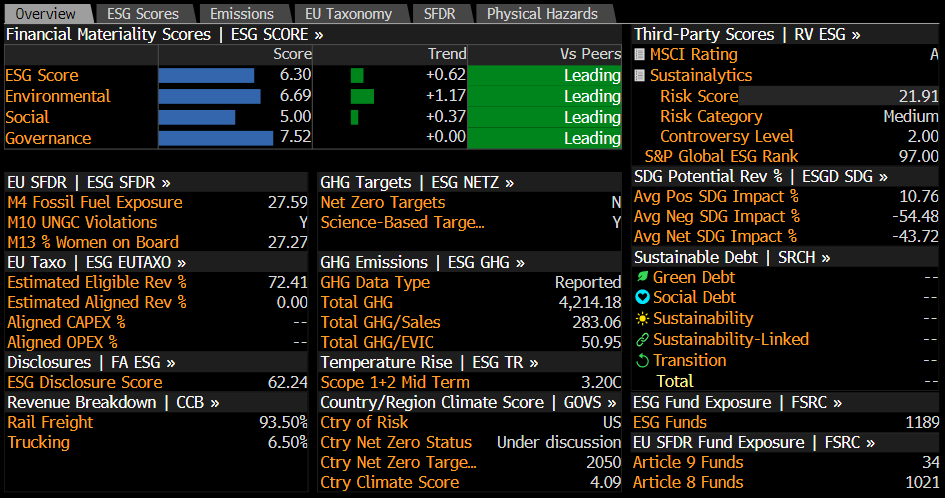 Overview ESG Scores Emissions EU Taxonomy SFDR Physical Hazards
Financial Materiality Scores | ESG SCORE »
Score Trend Vs Peers
ESG Score 6.30 +0.62 Leading
Environmental 6.69 +1.17 Leading
Social 5.00 +0.37 Leading
Governance 7.52 +0.00 Leading
EU SFDR | ESG SFDR »
M4 Fossil Fuel Exposure 27.59
M10 UNGC Violations Y
M13 % Women on Board 27.27
EU Taxo | ESG EUTAXO »
Estimated Eligible Rev % 72.41
Estimated Aligned Rev % 0.00
Aligned CAPEX % --
Aligned OPEX % --
Disclosures | FA ESG »
ESG Disclosure Score 62.24
Revenue Breakdown | CCB »
Rail Freight 93.50%
Trucking 6.50%
GHG Targets | ESG NETZ »
Net Zero Targets N
Science-Based Targe... Y
GHG Emissions | ESG GHG »
GHG Data Type Reported
Total GHG 4,214.18
Total GHG/Sales 283.06
Total GHG/EVIC 50.95
Temperature Rise | ESG TR »
Scope 1+2 Mid Term 3.20C
Country/Region Climate Score | GOVS »
Ctry of Risk US
Ctry Net Zero Status Under discussion
Ctry Net Zero Targe... 2050
Ctry Climate Score 4.09
Third-Party Scores | RV ESG »
MSCI Rating A
Sustainalytics
Risk Score 21.91
Risk Category Medium
Controversy Level 2.00
S&P Global ESG Rank 97.00
SDG Potential Rev % | ESGD SDG »
Avg Pos SDG Impact % 10.76
Avg Neg SDG Impact % -54.48
Avg Net SDG Impact % -43.72
Sustainable Debt | SRCH »
Green Debt --
Social Debt --
Sustainability --
Sustainability-Linked --
Transition --
Total --
ESG Fund Exposure | FSRC »
ESG Funds 1189
EU SFDR Fund Exposure | FSRC »
Article 9 Funds 34
Article 8 Funds 1021